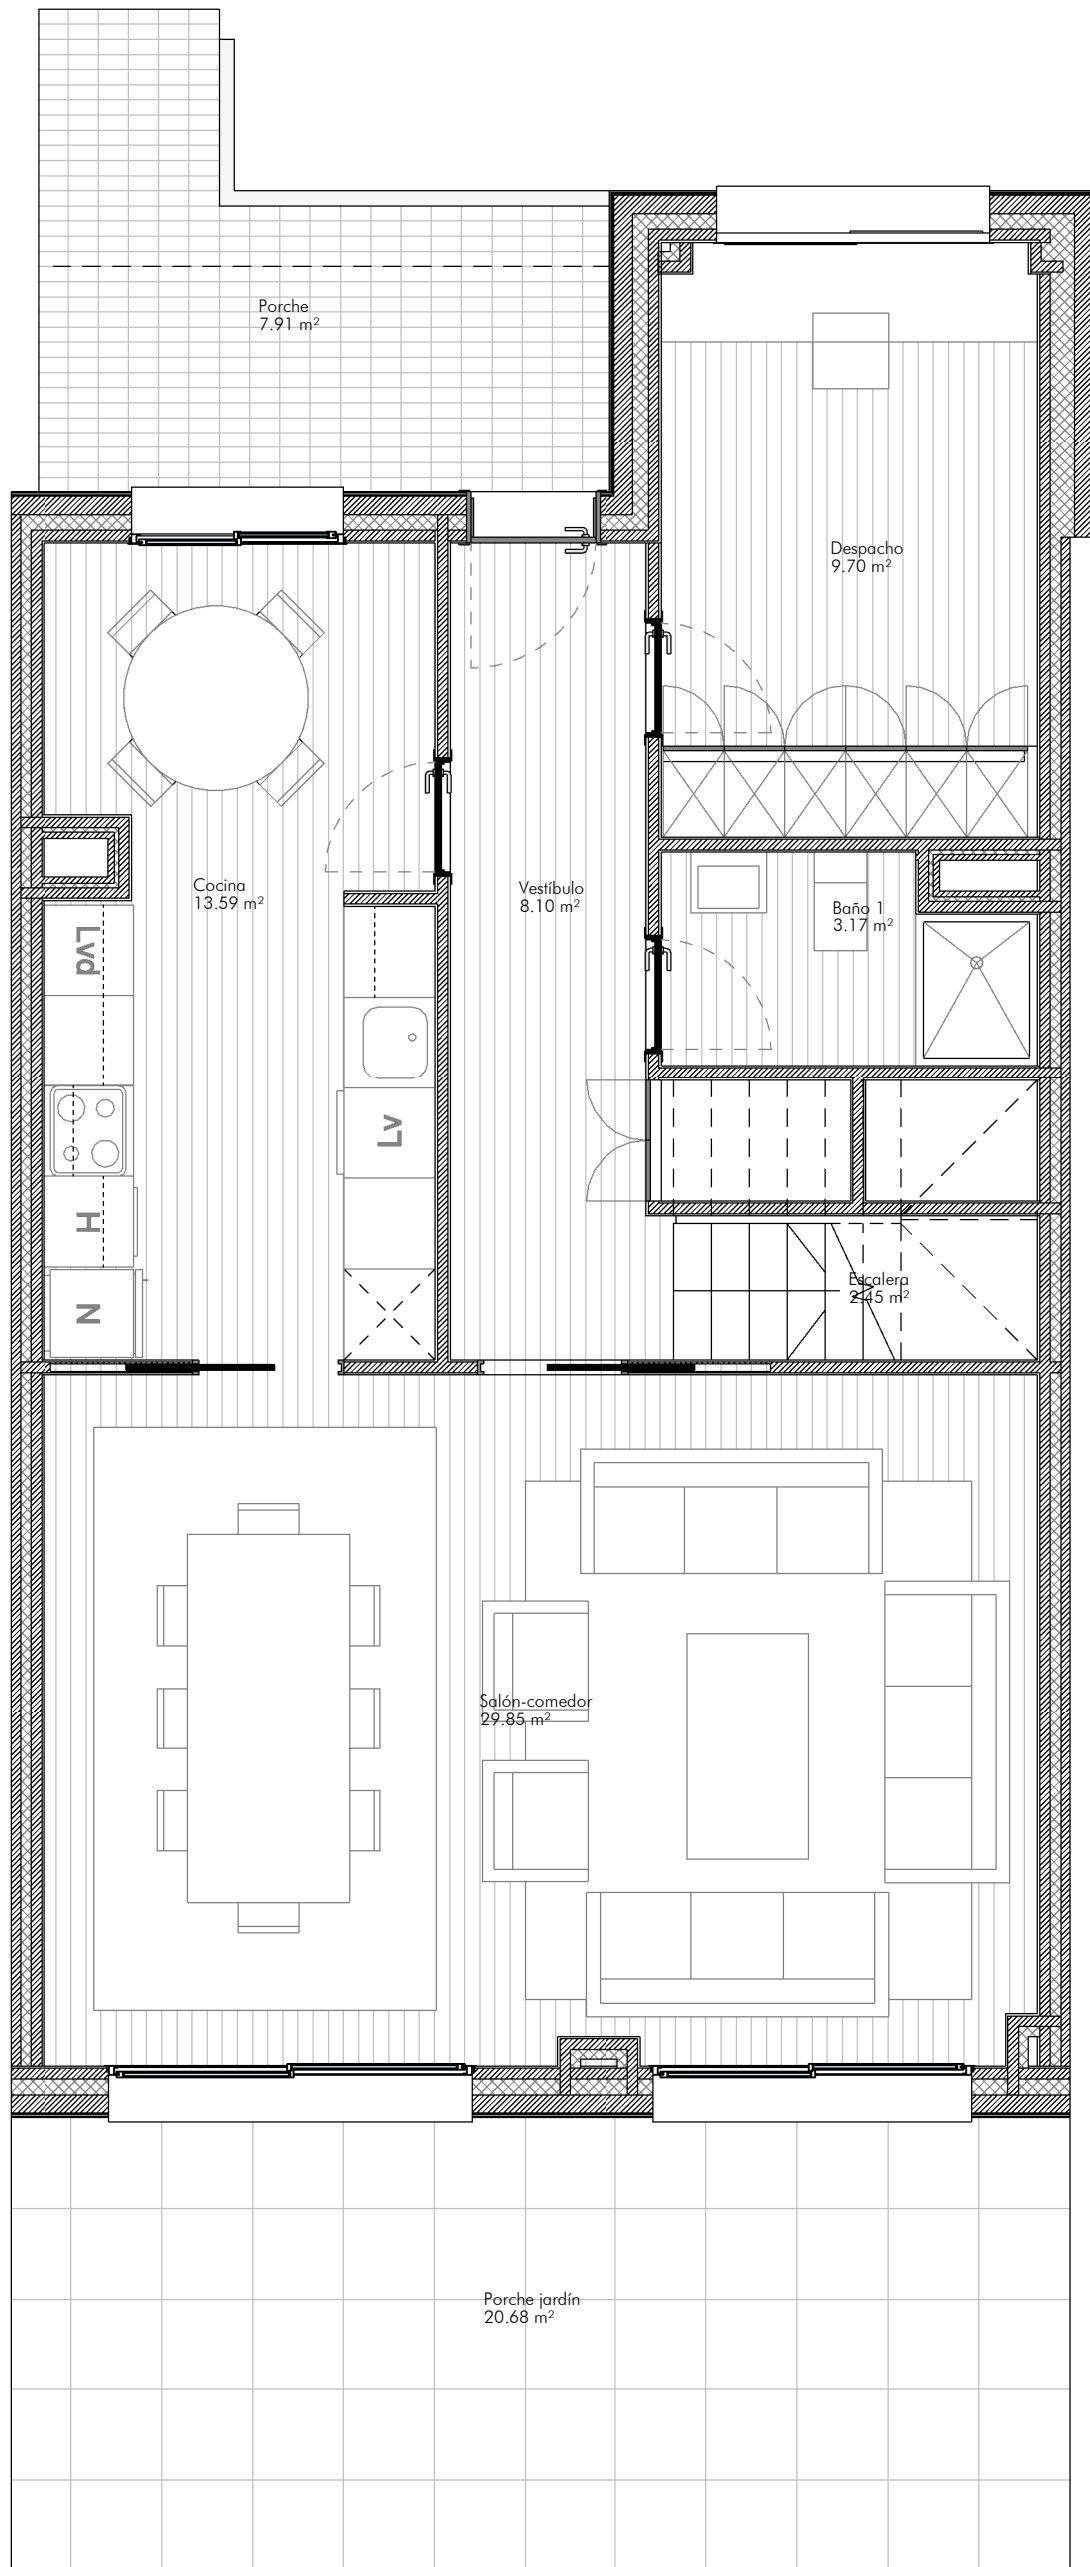 Porche
7.91 m²
Despacho
9.70 m²
Cocina
13.59 m²
Vestíbulo
8.10 m²
Baño 1
3.17 m²
Lvd
Lv
H
N
Escalera
2.45 m²
Salón-comedor
29.85 m²
Porche jardín
20.68 m²